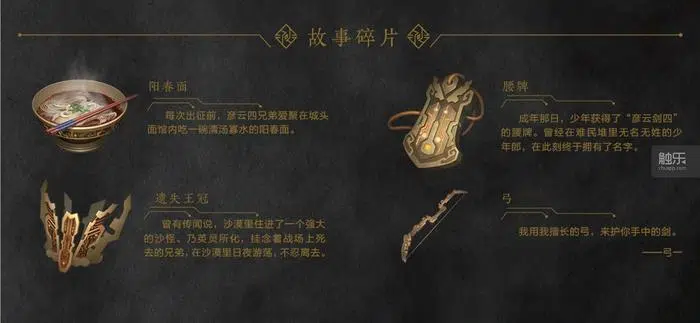 故事碎片
阳春面
每次出征前，彦云四兄弟爱聚在城头
面馆内吃一碗清汤寡水的阳春面。
腰牌
成年那日，少年获得了“彦云剑四”
的腰牌。曾经在难民堆里无名无姓的少
年郎，在此刻终于拥有了名字。
遗失王冠
曾有传闻说，沙漠里住进了一个强大
的沙怪。乃英灵所化，挂念着战场上死
去的兄弟，在沙漠里日夜游荡，不忍离去。
弓
我用我擅长的弓，来护你手中的剑。
——弓一
触乐
chuapp.com